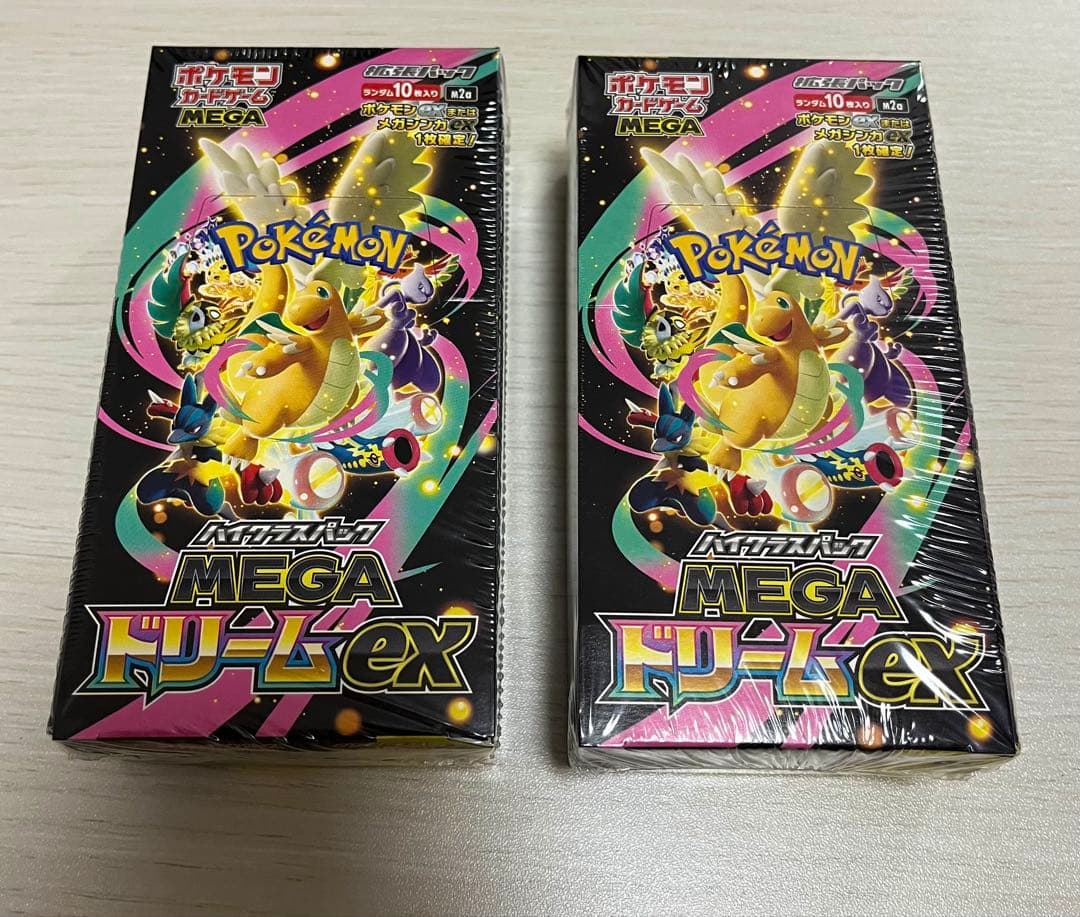 ポケモン
カードゲーム
MEGA
拡張パック
ランダム10枚入り M2a
ポケモンexまたは
メガシンカex
1枚確定!
POKéMON
ハイクラスパック
MEGA
ドリームex
ポケモン
カードゲーム
MEGA
拡張パック
ランダム10枚入り M2a
ポケモンexまたは
メガシンカex
1枚確定!
POKéMON
ハイクラスパック
MEGA
ドリームex